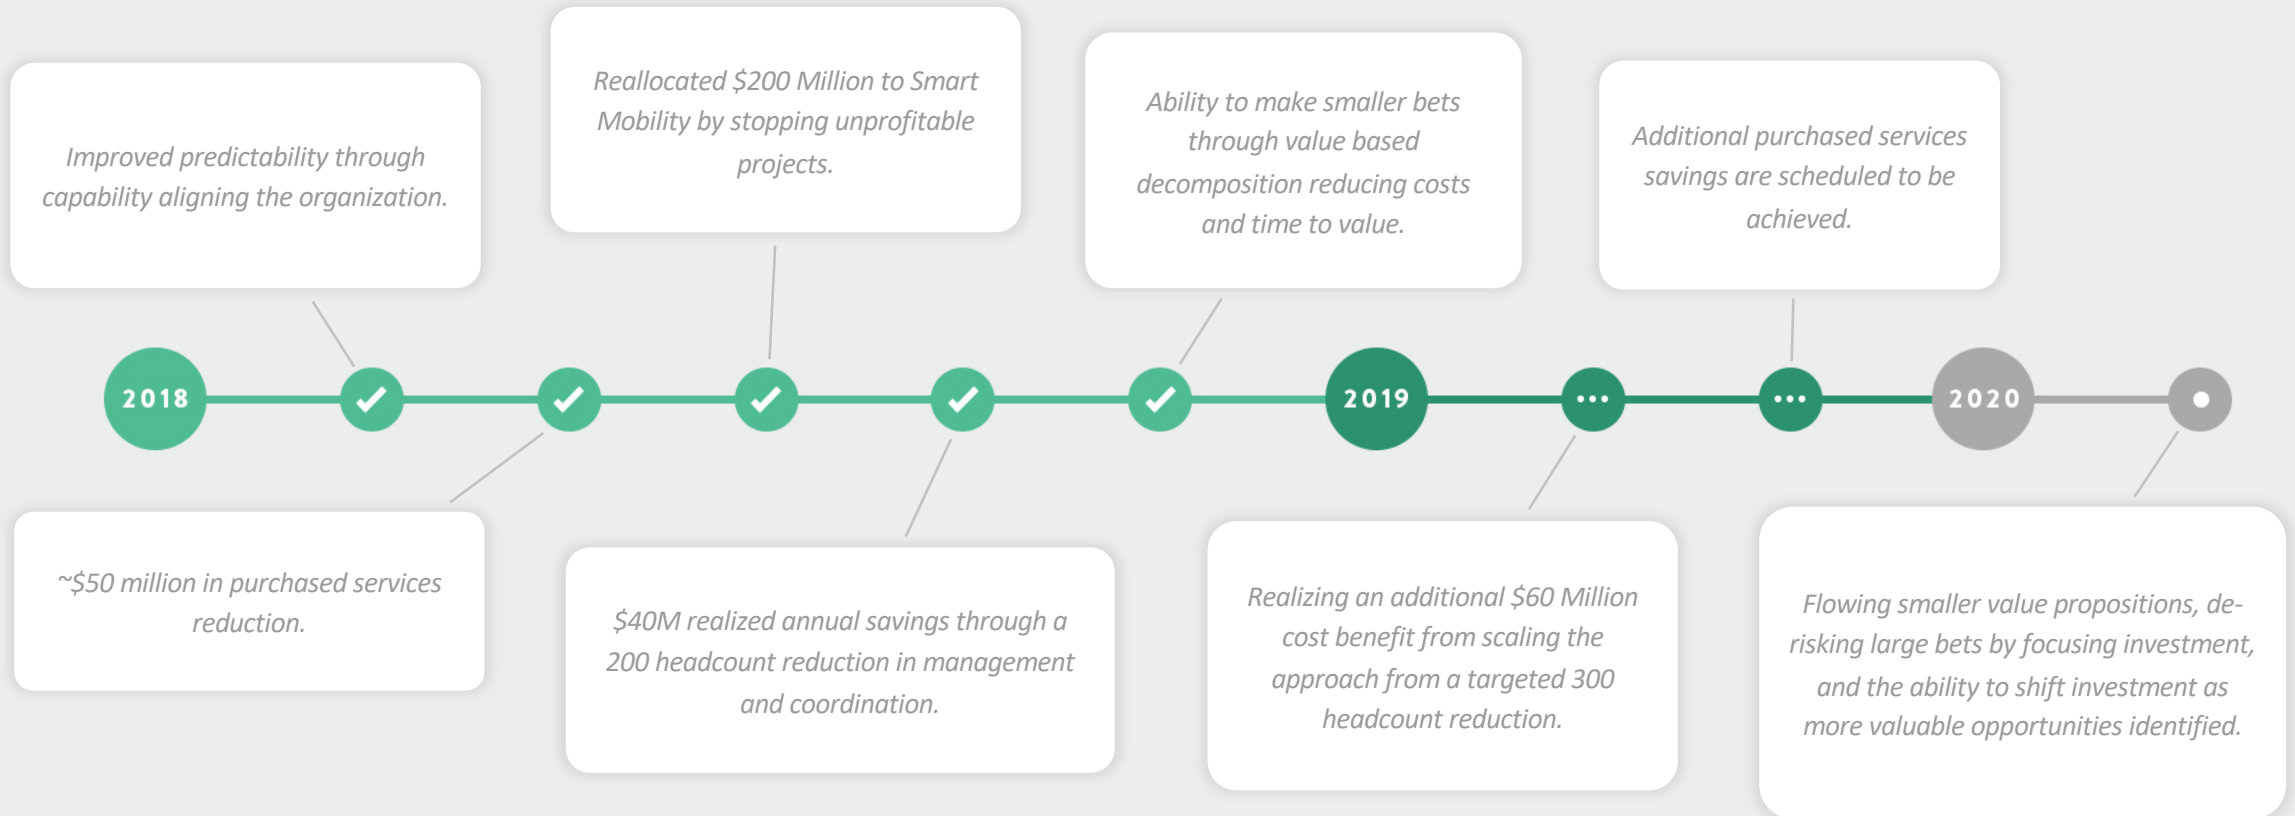 Improved predictability through
capability aligning the organization.
Reallocated $200 Million to Smart
Mobility by stopping unprofitable
projects.
Ability to make smaller bets
through value based
decomposition reducing costs
and time to value.
Additional purchased services
savings are scheduled to be
achieved.
2018
2019
2020
~$50 million in purchased services
reduction.
$40M realized annual savings through a
200 headcount reduction in management
and coordination.
Realizing an additional $60 Million
cost benefit from scaling the
approach from a targeted 300
headcount reduction.
Flowing smaller value propositions, de-
risking large bets by focusing investment,
and the ability to shift investment as
more valuable opportunities identified.